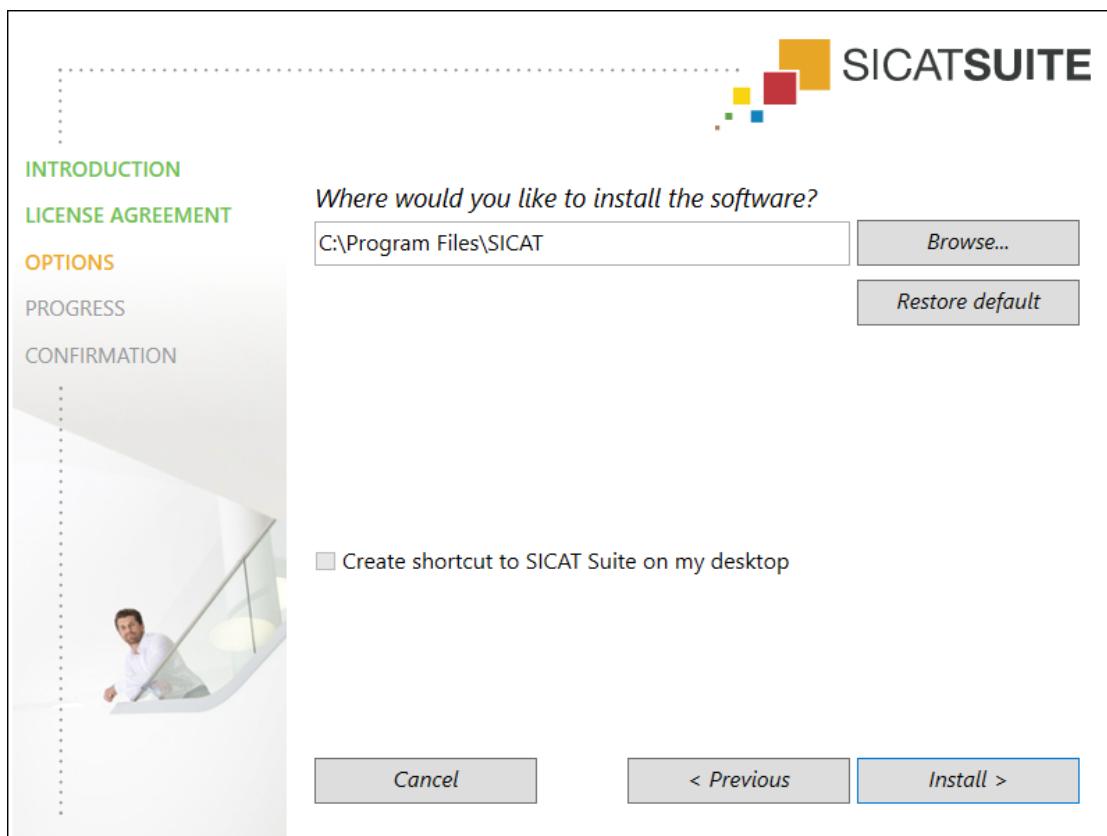 SICATSUITE
INTRODUCTION
LICENSE AGREEMENT
OPTIONS
PROGRESS
CONFIRMATION
Where would you like to install the software?
C:\Program Files\SICAT
Browse...
Restore default
Create shortcut to SICAT Suite on my desktop
Cancel
< Previous
Install >